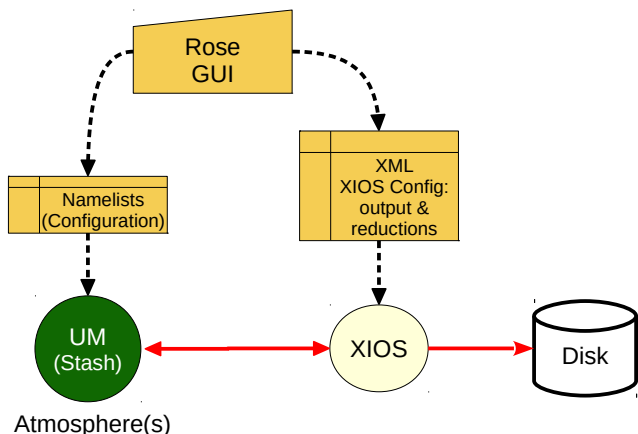 Rose
GUI
Namelists
(Configuration)
XML
XIOS Config:
output &
reductions
UM
(Stash)
XIOS
Disk
Atmosphere(s)